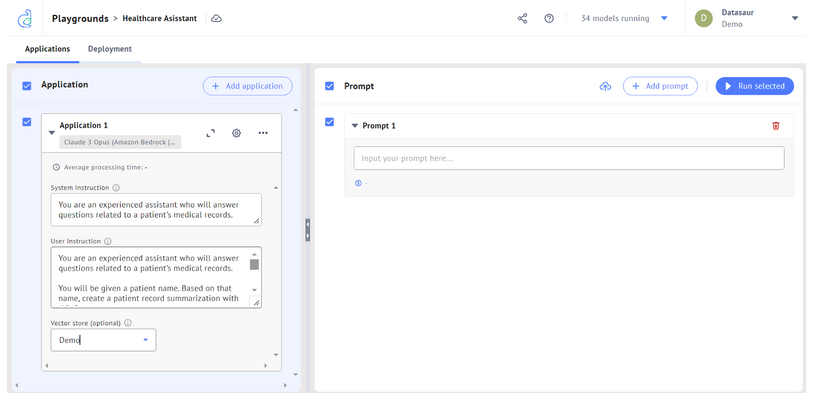 Playgrounds > Healthcare Asisstant
34 models running
D
Datasaur
Demo
Applications
Deployment
Application
+ Add application
Application 1
Claude 3 Opus (Amazon Bedrock (...
Average processing time: -
System instruction
You are an experienced assistant who will answer
questions related to a patient's medical records.
User instruction
You are an experienced assistant who will answer
questions related to a patient's medical records.
You will be given a patient name. Based on that
name, create a patient record summarization with
Vector store (optional)
Demo
Prompt
+ Add prompt
Run selected
Prompt 1
Input your prompt here...
-